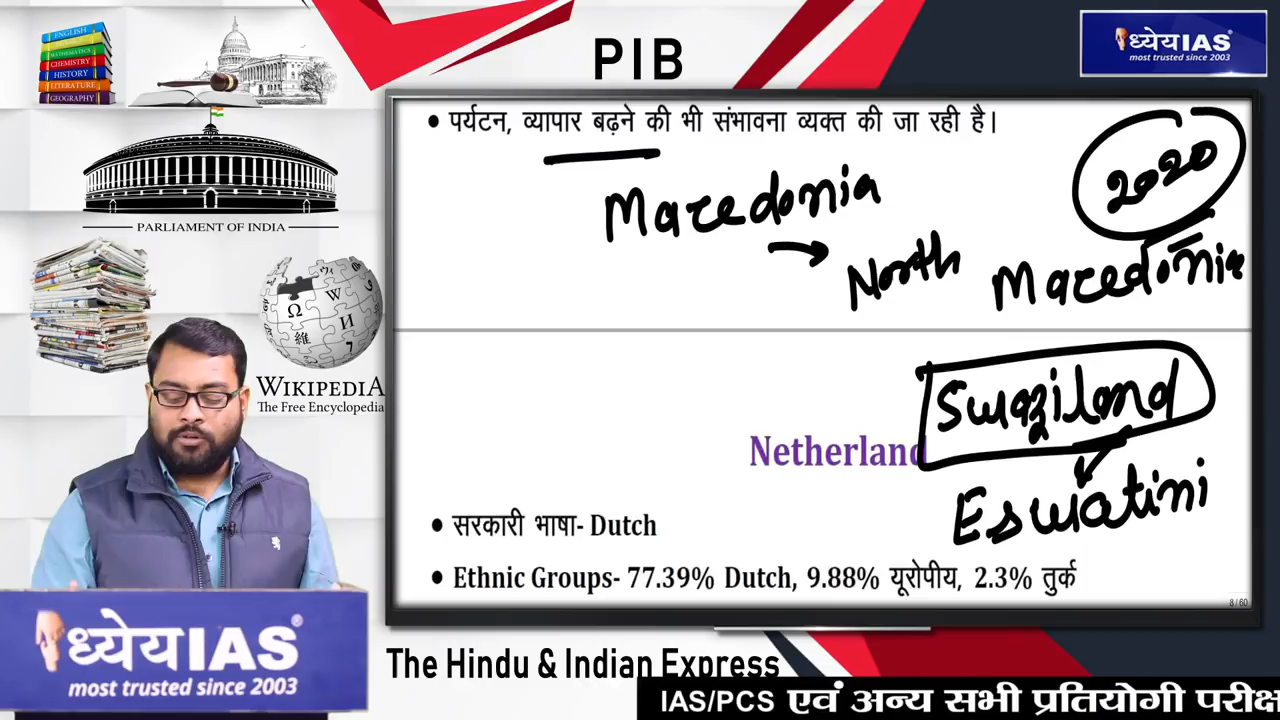 PIB
ध्येयIAS®
most trusted since 2003
ENGLISH
MATHEMATICS
CHEMISTRY
HISTORY
LITERATURE
GEOGRAPHY
PARLIAMENT OF INDIA
WIKIPEDIA
The Free Encyclopedia
• पर्यटन, व्यापार बढ़ने की भी संभावना व्यक्त की जा रही है।
2020
Macedonia
→ North Macedonia
Swaziland
Netherland
Eswatini
• सरकारी भाषा- Dutch
• Ethnic Groups- 77.39% Dutch, 9.88% यूरोपीय, 2.3% तुर्क
8 / 60
ध्येयIAS®
most trusted since 2003
The Hindu & Indian Express
IAS/PCS एवं अन्य सभी प्रतियोगी परीक्ष